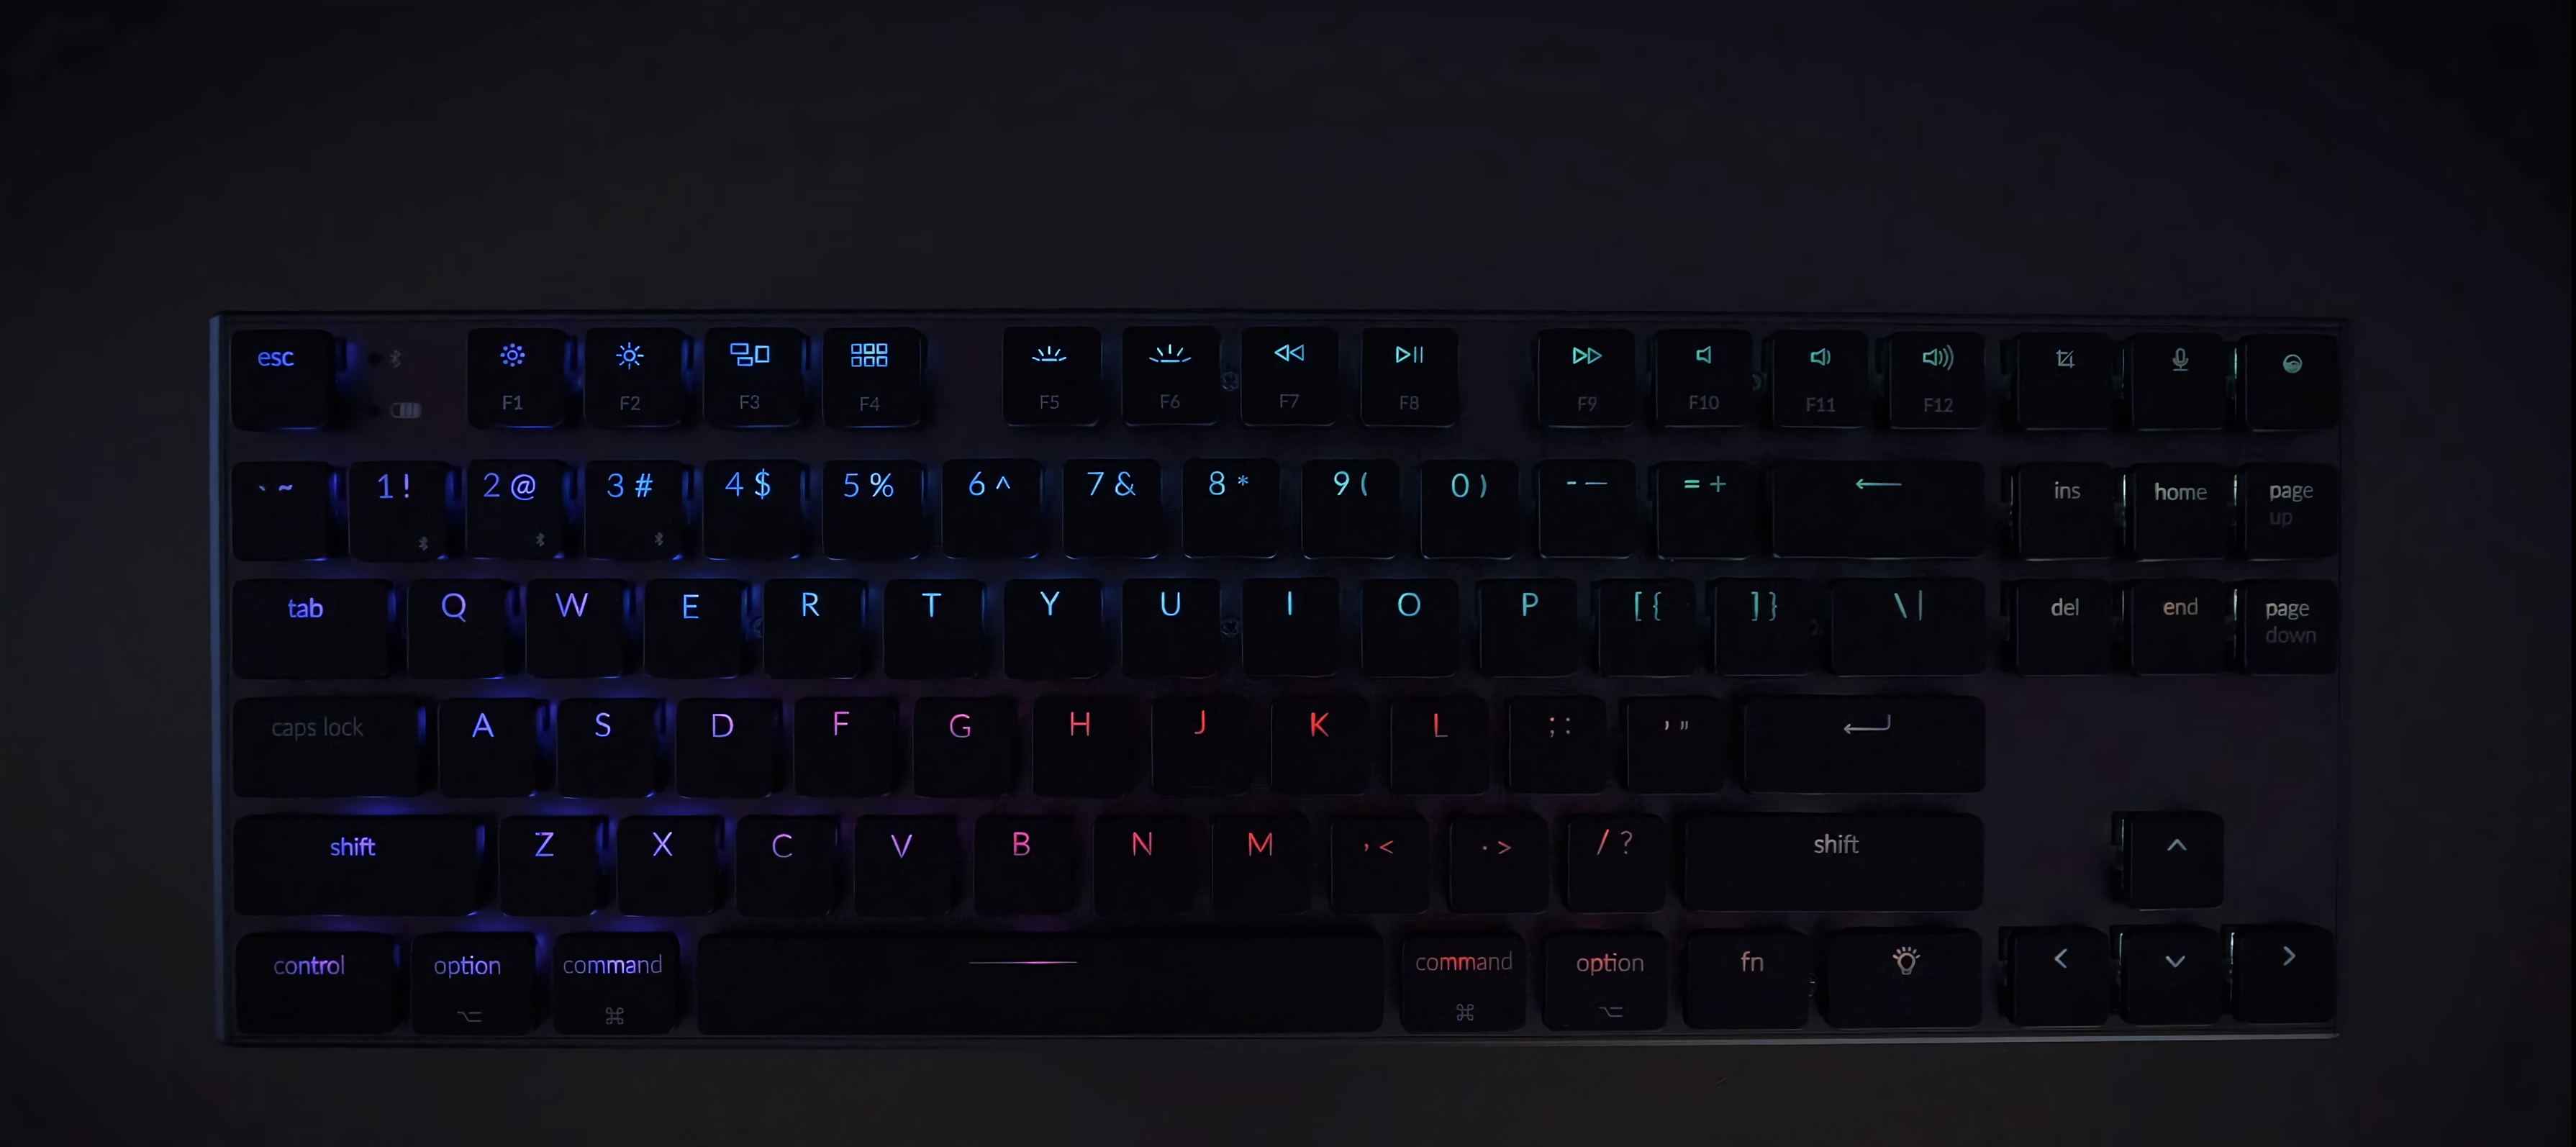 esc
F1 F2 F3 F4 F5 F6 F7 F8 F9 F10 F11 F12
` ~ 1 ! 2 @ 3 # 4 $ 5 % 6 ^ 7 & 8 * 9 ( 0 ) - — = + ← ins home page up
tab Q W E R T Y U I O P [ { ] } \ | del end page down
caps lock A S D F G H J K L ; : ' "
shift Z X C V B N M , < . > / ? shift
control option ⌥ command ⌘ command ⌘ option ⌥ fn